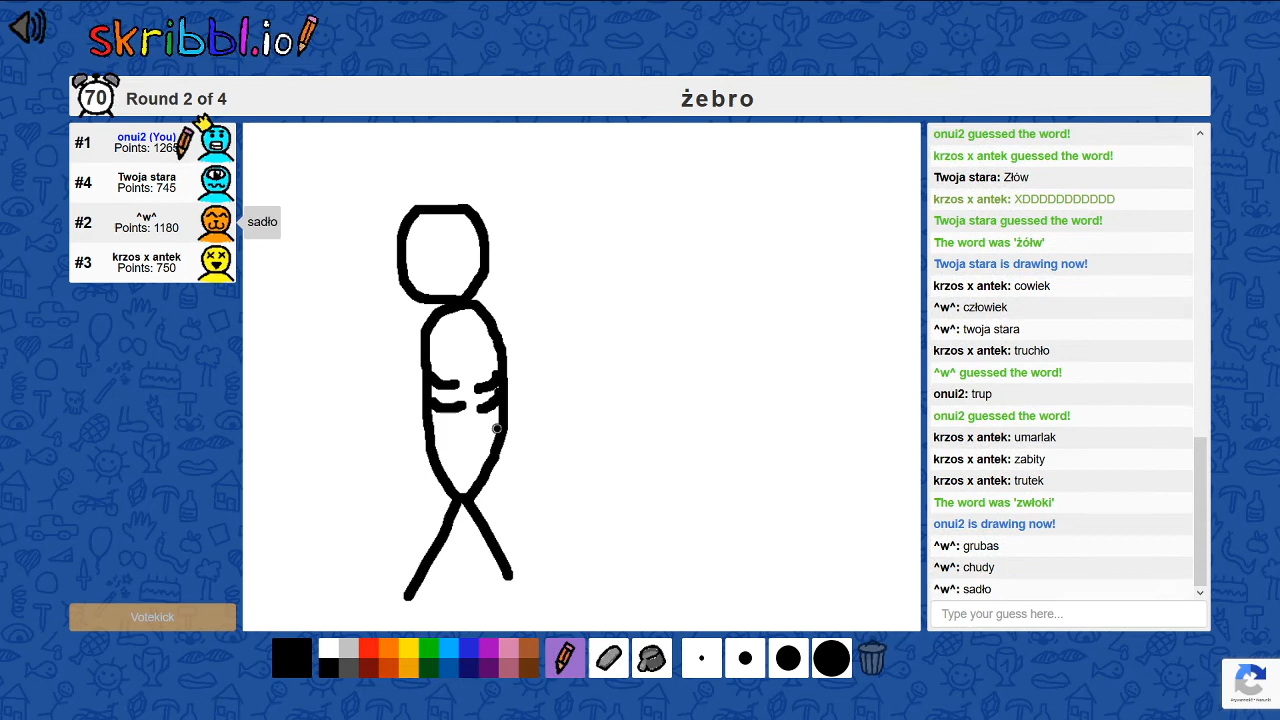 skribbl.io
70
Round 2 of 4
żebro
#1
onui2 (You)
Points: 1265
#4
Twoja stara
Points: 745
#2
^w^
Points: 1180
sadło
#3
krzos x antek
Points: 750
Votekick
onui2 guessed the word!
krzos x antek guessed the word!
Twoja stara: Złów
krzos x antek: XDDDDDDDDDDD
Twoja stara guessed the word!
The word was 'żółw'
Twoja stara is drawing now!
krzos x antek: cowiek
^w^: człowiek
^w^: twoja stara
krzos x antek: truchło
^w^ guessed the word!
onui2: trup
onui2 guessed the word!
krzos x antek: umarlak
krzos x antek: zabity
krzos x antek: trutek
The word was 'zwłoki'
onui2 is drawing now!
^w^: grubas
^w^: chudy
^w^: sadło
Type your guess here...